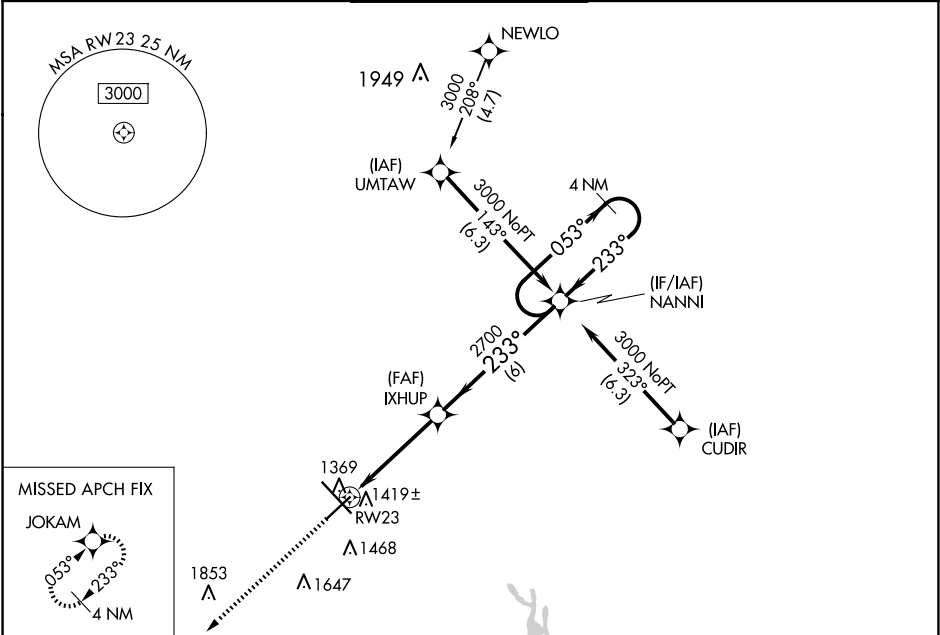 MSA RW23 25 NM
3000
NEWLO
1949
3000
208°
(4.7)
(IAF)
UMTAW
3000 NoPT
143°
(6.3)
4 NM
053°
233°
(IF/IAF)
NANNI
2700
233°
(6)
3000 NoPT
323°
(6.3)
(FAF)
IXHUP
(IAF)
CUDIR
1369
1419±
RW23
1468
1647
1853
MISSED APCH FIX
JOKAM
053°
233°
4 NM